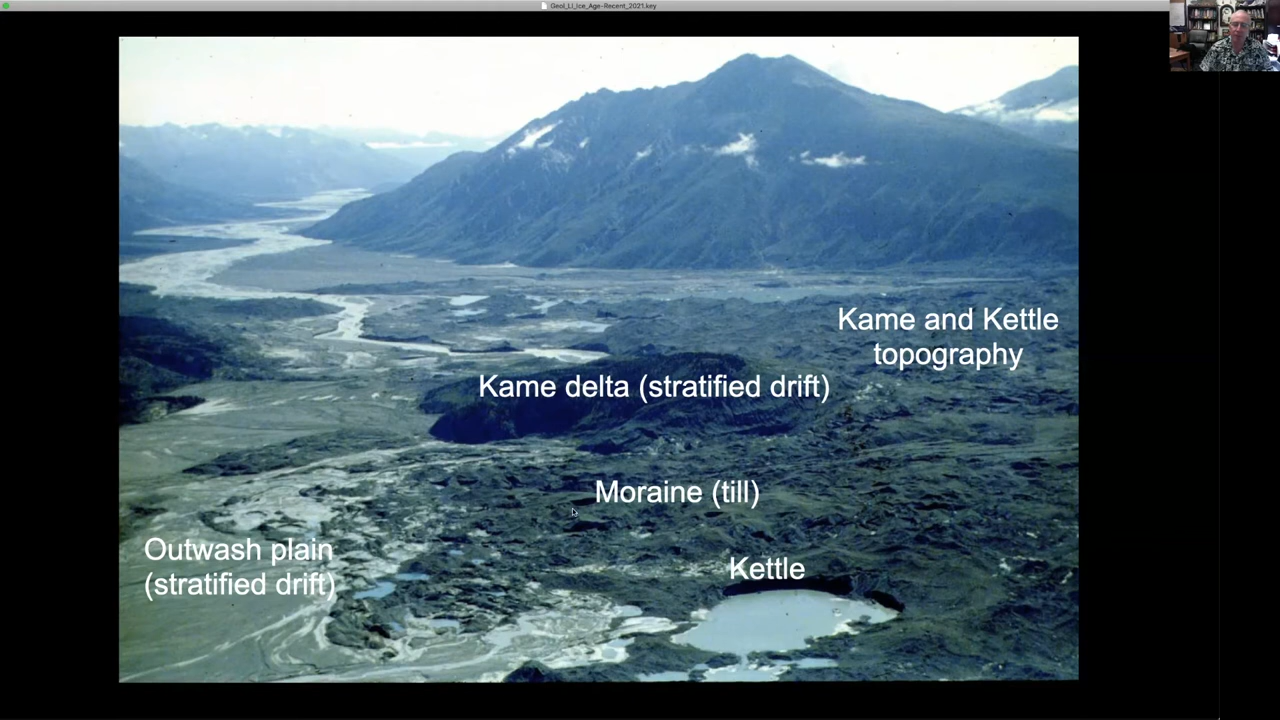 Geol_LI_Ice_Age-Recent_2021.key
Kame and Kettle
topography
Kame delta (stratified drift)
Moraine (till)
Outwash plain
(stratified drift)
Kettle